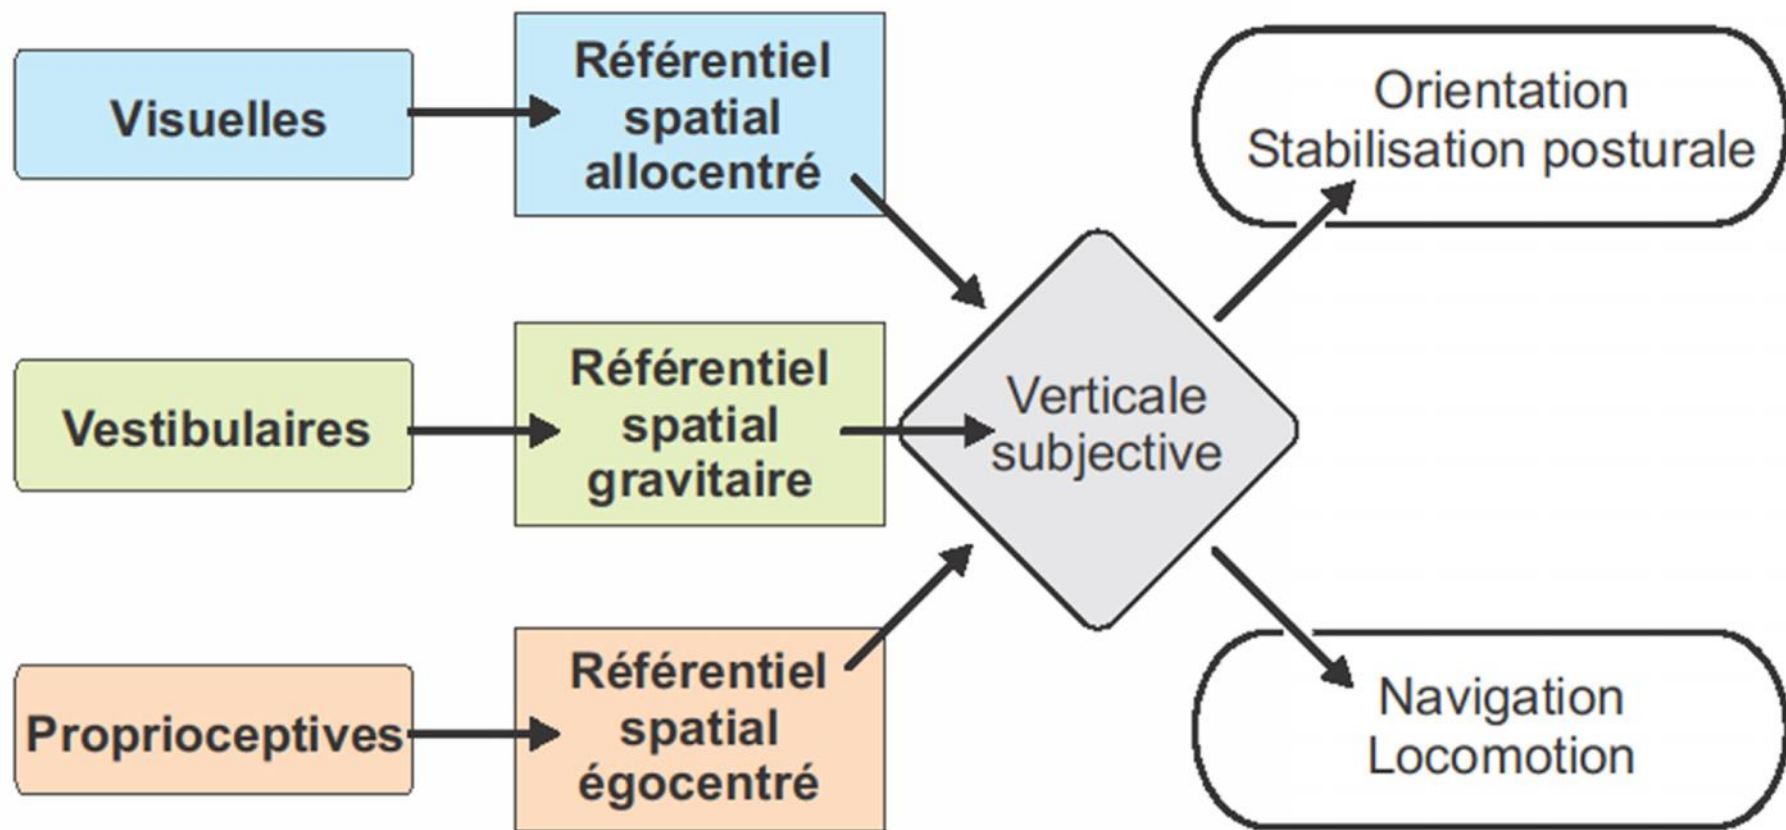 Visuelles
Référentiel
spatial
allocentré
Orientation
Stabilisation posturale
Vestibulaires
Référentiel
spatial
gravitaire
Verticale
subjective
Proprioceptives
Référentiel
spatial
égocentré
Navigation
Locomotion